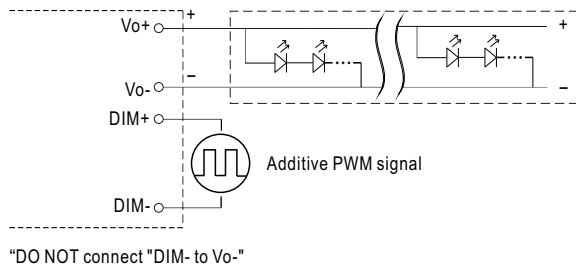 Vo+ + +
Vo- − −
DIM+
Additive PWM signal
DIM-
“DO NOT connect "DIM- to Vo-"